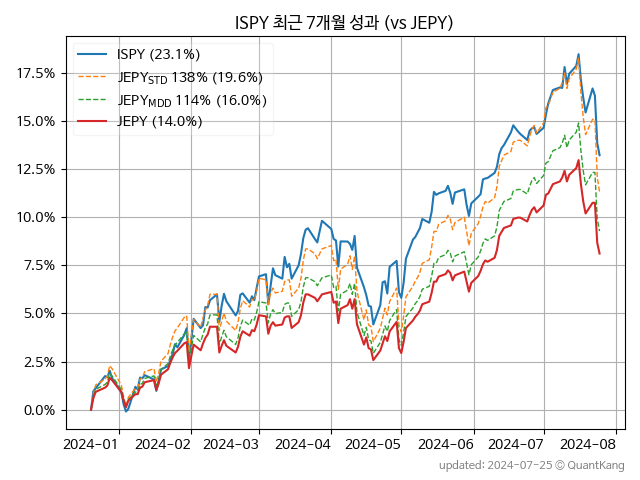 ISPY 최근 7개월 성과 (vs JEPY)
ISPY (23.1%)
JEPYSTD 138% (19.6%)
JEPYMDD 114% (16.0%)
JEPY (14.0%)
17.5%
15.0%
12.5%
10.0%
7.5%
5.0%
2.5%
0.0%
2024-01 2024-02 2024-03 2024-04 2024-05 2024-06 2024-07 2024-08
updated: 2024-07-25 © QuantKang